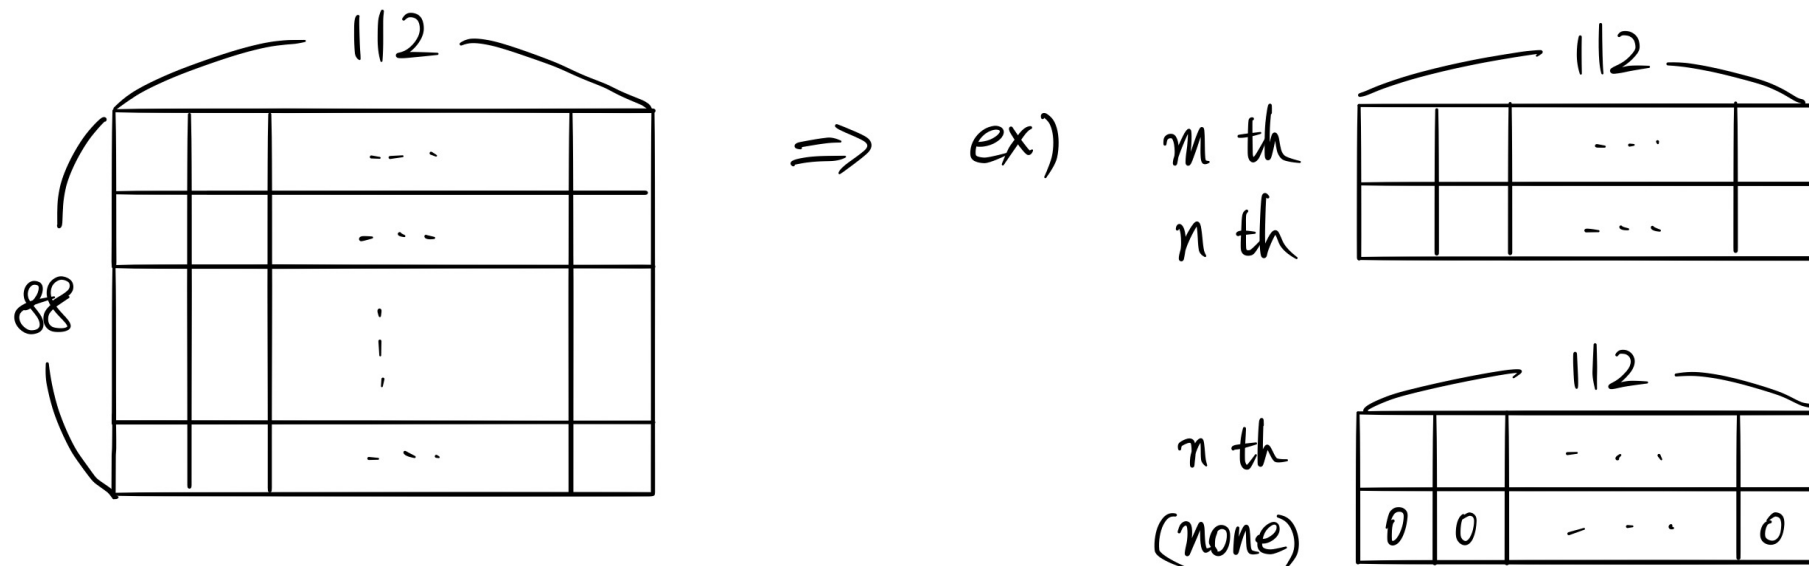 112
88
⇒ ex)
112
m th
- - -
n th
- - -
112
n th
- - -
(none) 0 0 - - - 0